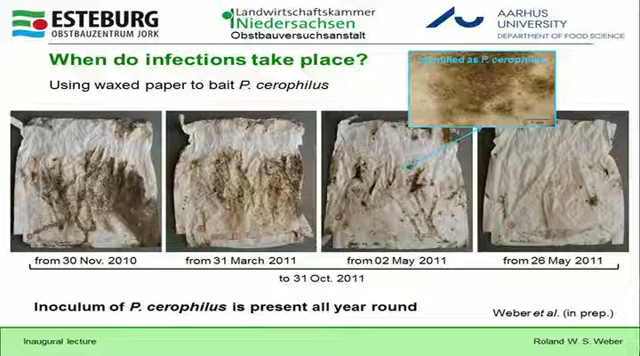 ESTEBURG
OBSTBAUZENTRUM JORK
Landwirtschaftskammer
Niedersachsen
Obstbauversuchsanstalt
AARHUS
UNIVERSITY
DEPARTMENT OF FOOD SCIENCE
When do infections take place?
Using waxed paper to bait P. cerophilus
Identified as P. cerophilus
from 30 Nov. 2010
from 31 March 2011
from 02 May 2011
from 26 May 2011
to 31 Oct. 2011
Inoculum of P. cerophilus is present all year round
Weber et al. (in prep.)
Inaugural lecture
Roland W. S. Weber